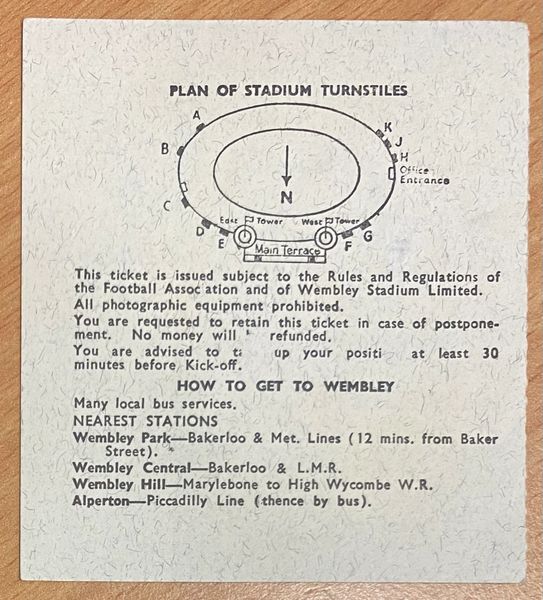 PLAN OF STADIUM TURNSTILES
A
K
J
B
H
Office
Entrance
N
C
East Tower
West Tower
D
G
E
F
Main Terrace
This ticket is issued subject to the Rules and Regulations of
the Football Assoc ation and of Wembley Stadium Limited.
All photographic equipment prohibited.
You are requested to retain this ticket in case of postpone-
ment. No money will refunded.
You are advised to up your positi at least 30
minutes before Kick-off.
HOW TO GET TO WEMBLEY
Many local bus services.
NEAREST STATIONS
Wembley Park—Bakerloo & Met. Lines (12 mins. from Baker
Street).
Wembley Central—Bakerloo & L.M.R.
Wembley Hill—Marylebone to High Wycombe W.R.
Alperton—Piccadilly Line (thence by bus).